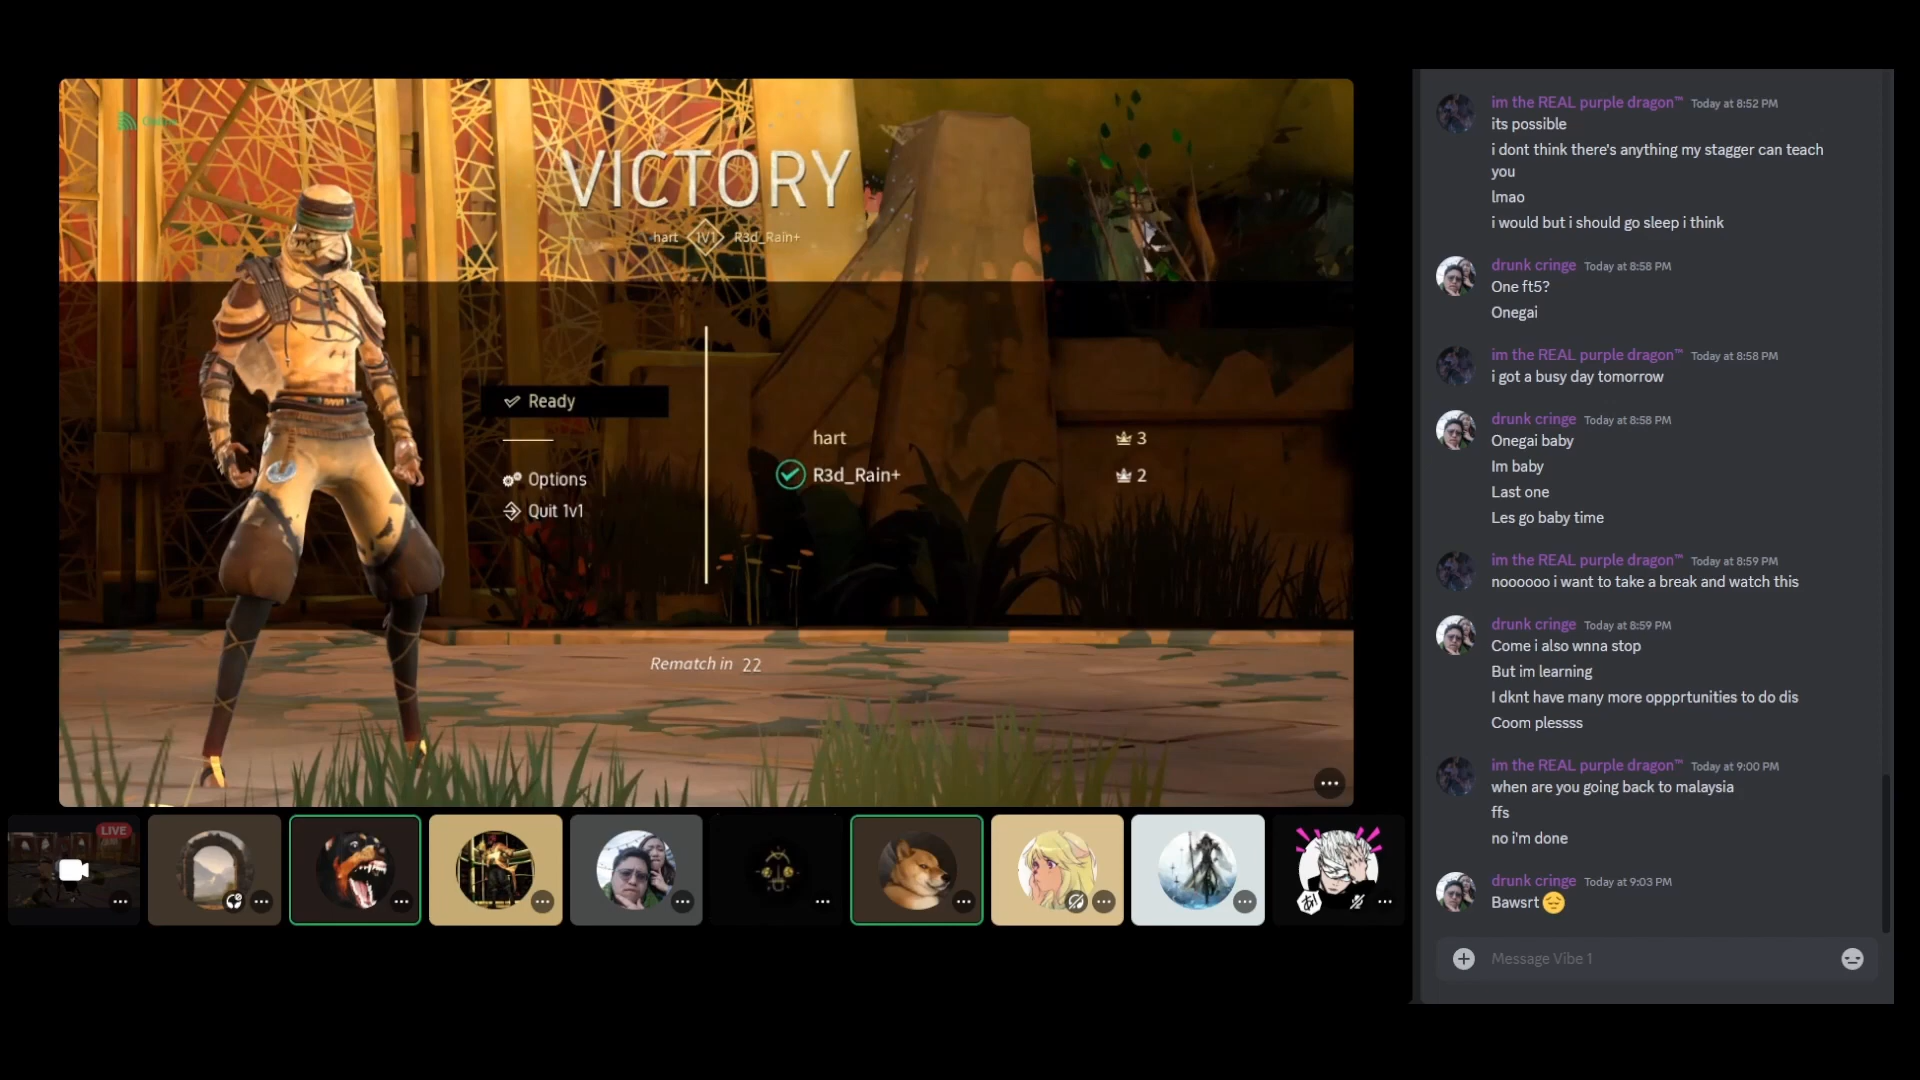 Online
VICTORY
hart 1V1 R3d_Rain+
Ready
Options
Quit 1v1
hart 3
R3d_Rain+ 2
Rematch in 22
LIVE
im the REAL purple dragon™ Today at 8:52 PM
its possible
i dont think there's anything my stagger can teach
you
lmao
i would but i should go sleep i think
drunk cringe Today at 8:58 PM
One ft5?
Onegai
im the REAL purple dragon™ Today at 8:58 PM
i got a busy day tomorrow
drunk cringe Today at 8:58 PM
Onegai baby
Im baby
Last one
Les go baby time
im the REAL purple dragon™ Today at 8:59 PM
noooooo i want to take a break and watch this
drunk cringe Today at 8:59 PM
Come i also wnna stop
But im learning
I dknt have many more oppprtunities to do dis
Coom plessss
im the REAL purple dragon™ Today at 9:00 PM
when are you going back to malaysia
ffs
no i'm done
drunk cringe Today at 9:03 PM
Bawsrt
Message Vibe 1